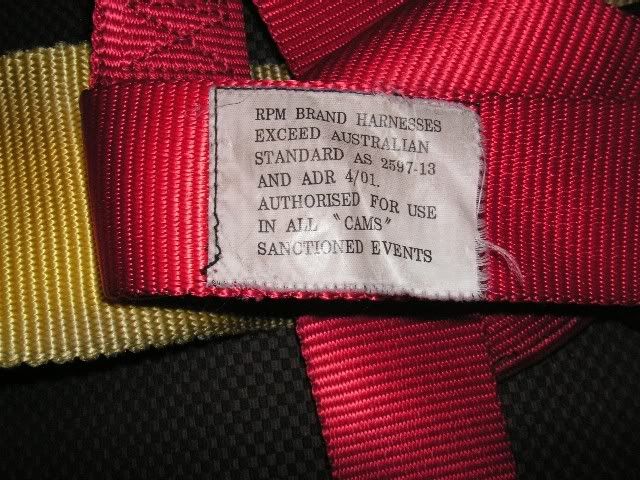 RPM BRAND HARNESSES
EXCEED AUSTRALIAN
STANDARD AS 2597-13
AND ADR 4/01.
AUTHORISED FOR USE
IN ALL "CAMS"
SANCTIONED EVENTS